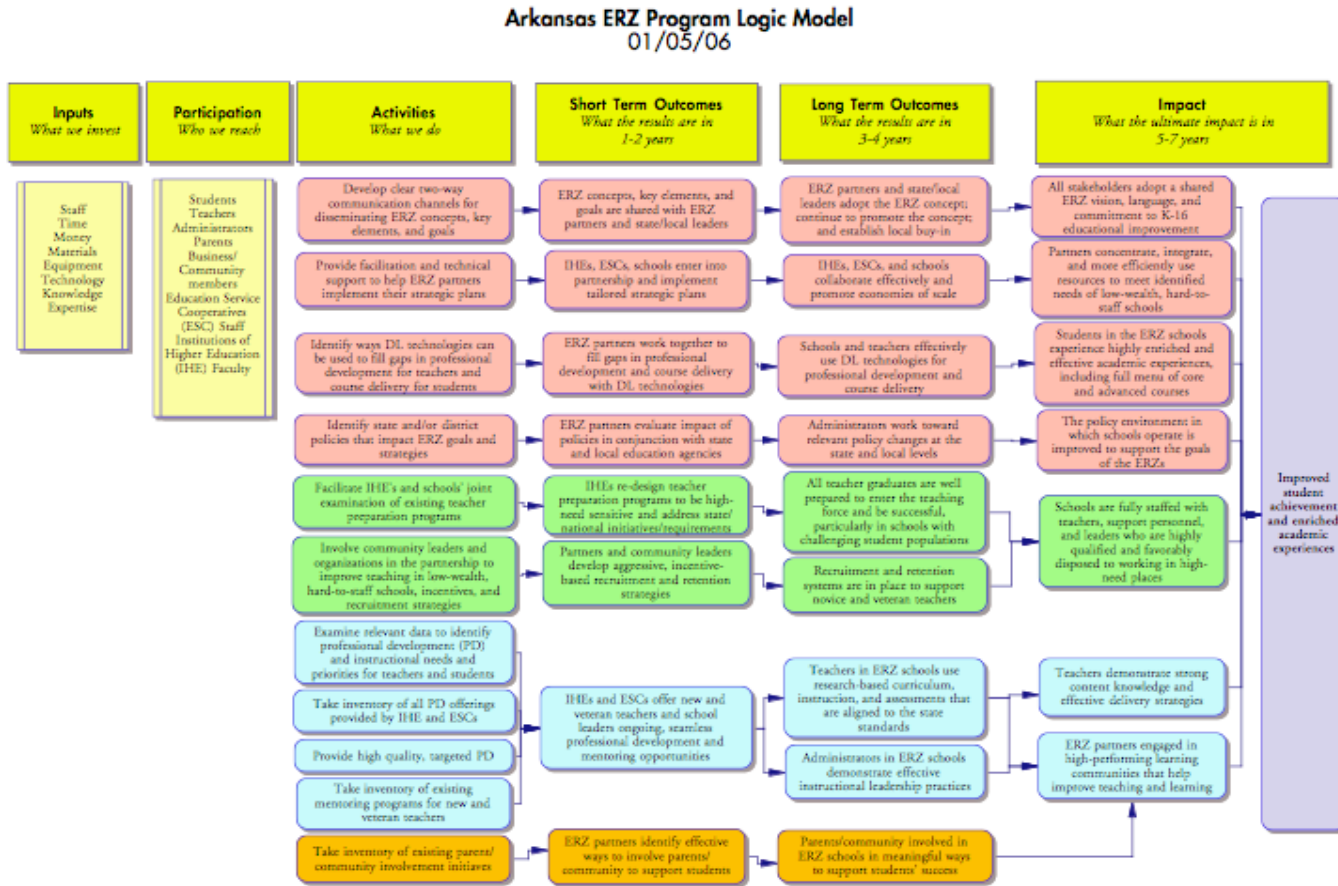 Arkansas ERZ Program Logic Model
01/05/06
Inputs
What we invest
Participation
Who we reach
Activities
What we do
Short Term Outcomes
What the results are in
1-2 years
Long Term Outcomes
What the results are in
3-4 years
Impact
What the ultimate impact is in
5-7 years
Staff
Time
Money
Materials
Equipment
Technology
Knowledge
Expertise
Students
Teachers
Administrators
Parents
Business/
Community
members
Education Service
Cooperatives
(ESC) Staff
Institutions of
Higher Education
(IHE) Faculty
Develop clear two-way
communication channels for
disseminating ERZ concepts, key
elements, and goals
ERZ concepts, key elements, and
goals are shared with ERZ
partners and state/local leaders
ERZ partners and state/local
leaders adopt the ERZ concept;
continue to promote the concept;
and establish local buy-in
All stakeholders adopt a shared
ERZ vision, language, and
commitment to K-16
educational improvement
Provide facilitation and technical
support to help ERZ partners
implement their strategic plans
IHEs, ESCs, schools enter into
partnership and implement
tailored strategic plans
IHEs, ESCs, and schools
collaborate effectively and
promote economies of scale
Partners concentrate, integrate,
and more efficiently use
resources to meet identified
needs of low-wealth, hard-to-
staff schools
Identify ways DL technologies can
be used to fill gaps in professional
development for teachers and
course delivery for students
ERZ partners work together to
fill gaps in professional
development and course delivery
with DL technologies
Schools and teachers effectively
use DL technologies for
professional development and
course delivery
Students in the ERZ schools
experience highly enriched and
effective academic experiences,
including full menu of core
and advanced courses
Identify state and/or district
policies that impact ERZ goals and
strategies
ERZ partners evaluate impact of
policies in conjunction with state
and local education agencies
Administrators work toward
relevant policy changes at the
state and local levels
The policy environment in
which schools operate is
improved to support the goals
of the ERZs
Facilitate IHE's and schools' joint
examination of existing teacher
preparation programs
IHEs re-design teacher
preparation programs to be high-
need sensitive and address state/
national initiatives/requirements
All teacher graduates are well
prepared to enter the teaching
force and be successful,
particularly in schools with
challenging student populations
Schools are fully staffed with
teachers, support personnel,
and leaders who are highly
qualified and favorably
disposed to working in high-
need places
Involve community leaders and
organizations in the partnership to
improve teaching in low-wealth,
hard-to-staff schools, incentives, and
recruitment strategies
Partners and community leaders
develop aggressive, incentive-
based recruitment and retention
strategies
Recruitment and retention
systems are in place to support
novice and veteran teachers
Examine relevant data to identify
professional development (PD)
and instructional needs and
priorities for teachers and students
Take inventory of all PD offerings
provided by IHE and ESCs
Provide high quality, targeted PD
Take inventory of existing
mentoring programs for new and
veteran teachers
IHEs and ESCs offer new and
veteran teachers and school
leaders ongoing, seamless
professional development and
mentoring opportunities
Teachers in ERZ schools use
research-based curriculum,
instruction, and assessments that
are aligned to the state
standards
Administrators in ERZ schools
demonstrate effective
instructional leadership practices
Teachers demonstrate strong
content knowledge and
effective delivery strategies
ERZ partners engaged in
high-performing learning
communities that help
improve teaching and learning
Take inventory of existing parent/
community involvement initiaves
ERZ partners identify effective
ways to involve parents/
community to support students
Parents/community involved in
ERZ schools in meaningful ways
to support students' success
Improved
student
achievement
and enriched
academic
experiences